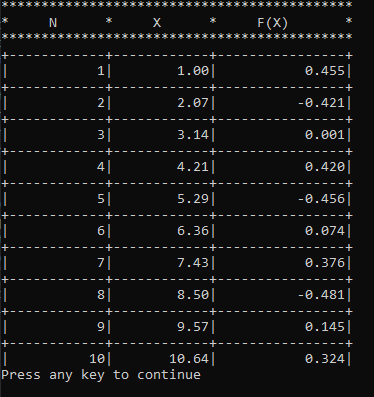 ********************************************
*     N      *     X      *     F(X)       *
********************************************
+------------+------------+----------------+
|           1|        1.00|           0.455|
+------------+------------+----------------+
|           2|        2.07|          -0.421|
+------------+------------+----------------+
|           3|        3.14|           0.001|
+------------+------------+----------------+
|           4|        4.21|           0.420|
+------------+------------+----------------+
|           5|        5.29|          -0.456|
+------------+------------+----------------+
|           6|        6.36|           0.074|
+------------+------------+----------------+
|           7|        7.43|           0.376|
+------------+------------+----------------+
|           8|        8.50|          -0.481|
+------------+------------+----------------+
|           9|        9.57|           0.145|
+------------+------------+----------------+
|          10|       10.64|           0.324|
Press any key to continue